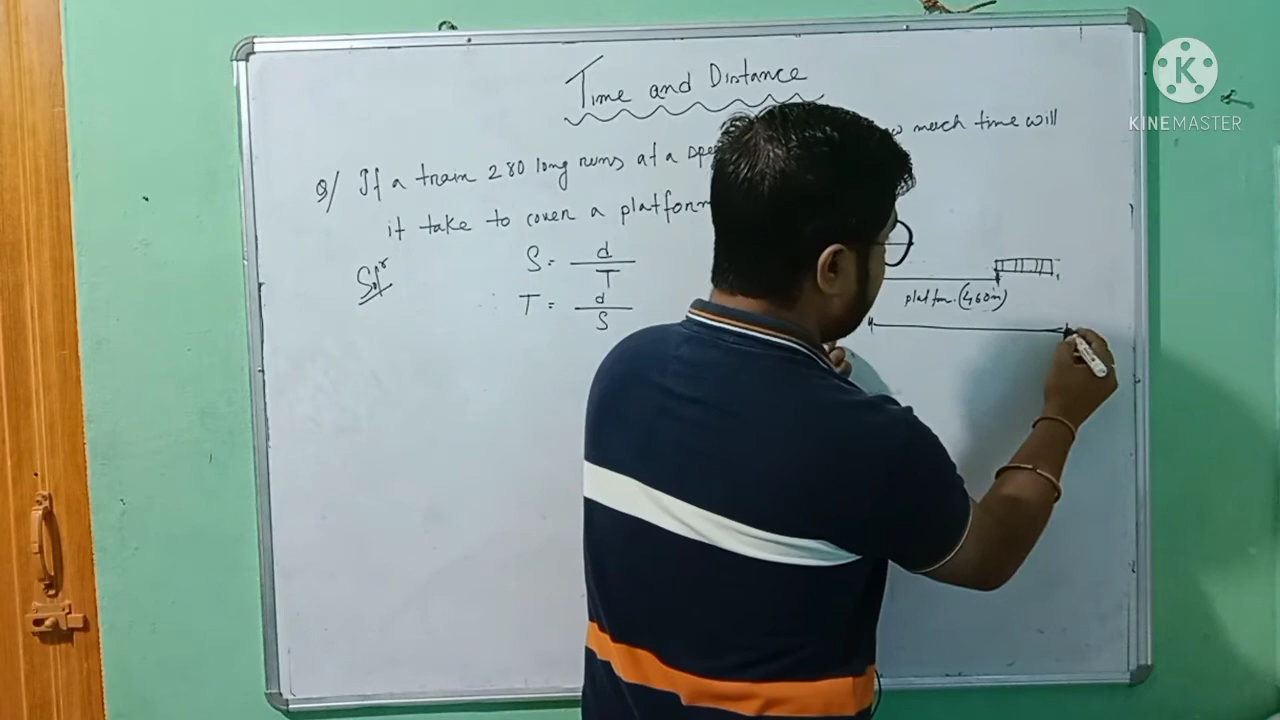 Time and Distance
Q/ If a train 280 long runs at a spe much time will
it take to cover a platform
Solⁿ
S = d / T
T = d / S
platfor. (460m)
KINEMASTER